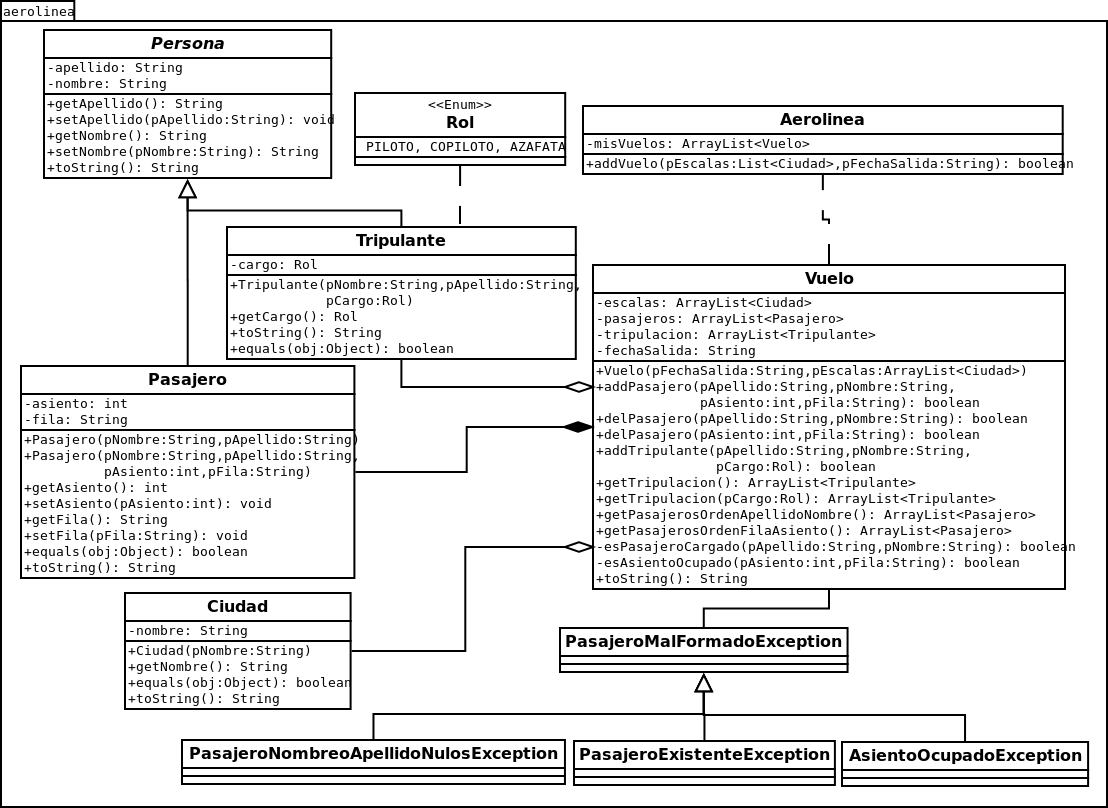 aerolinea
Persona
-apellido: String
-nombre: String
+getApellido(): String
+setApellido(pApellido:String): void
+getNombre(): String
+setNombre(pNombre:String): String
+toString(): String
<<Enum>>
Rol
PILOTO, COPILOTO, AZAFATA
Aerolinea
-misVuelos: ArrayList<Vuelo>
+addVuelo(pEscalas:List<Ciudad>,pFechaSalida:String): boolean
Tripulante
-cargo: Rol
+Tripulante(pNombre:String,pApellido:String,
pCargo:Rol)
+getCargo(): Rol
+toString(): String
+equals(obj:Object): boolean
Vuelo
-escalas: ArrayList<Ciudad>
-pasajeros: ArrayList<Pasajero>
-tripulacion: ArrayList<Tripulante>
-fechaSalida: String
+Vuelo(pFechaSalida:String,pEscalas:ArrayList<Ciudad>)
+addPasajero(pApellido:String,pNombre:String,
pAsiento:int,pFila:String): boolean
+delPasajero(pApellido:String,pNombre:String): boolean
+delPasajero(pAsiento:int,pFila:String): boolean
+addTripulante(pApellido:String,pNombre:String,
pCargo:Rol): boolean
+getTripulacion(): ArrayList<Tripulante>
+getTripulacion(pCargo:Rol): ArrayList<Tripulante>
+getPasajerosOrdenApellidoNombre(): ArrayList<Pasajero>
+getPasajerosOrdenFilaAsiento(): ArrayList<Pasajero>
-esPasajeroCargado(pApellido:String,pNombre:String): boolean
-esAsientoOcupado(pAsiento:int,pFila:String): boolean
+toString(): String
Pasajero
-asiento: int
-fila: String
+Pasajero(pNombre:String,pApellido:String)
+Pasajero(pNombre:String,pApellido:String,
pAsiento:int,pFila:String)
+getAsiento(): int
+setAsiento(pAsiento:int): void
+getFila(): String
+setFila(pFila:String): void
+equals(obj:Object): boolean
+toString(): String
Ciudad
-nombre: String
+Ciudad(pNombre:String)
+getNombre(): String
+equals(obj:Object): boolean
+toString(): String
PasajeroMalFormadoException
PasajeroNombreoApellidoNulosException
PasajeroExistenteException
AsientoOcupadoException